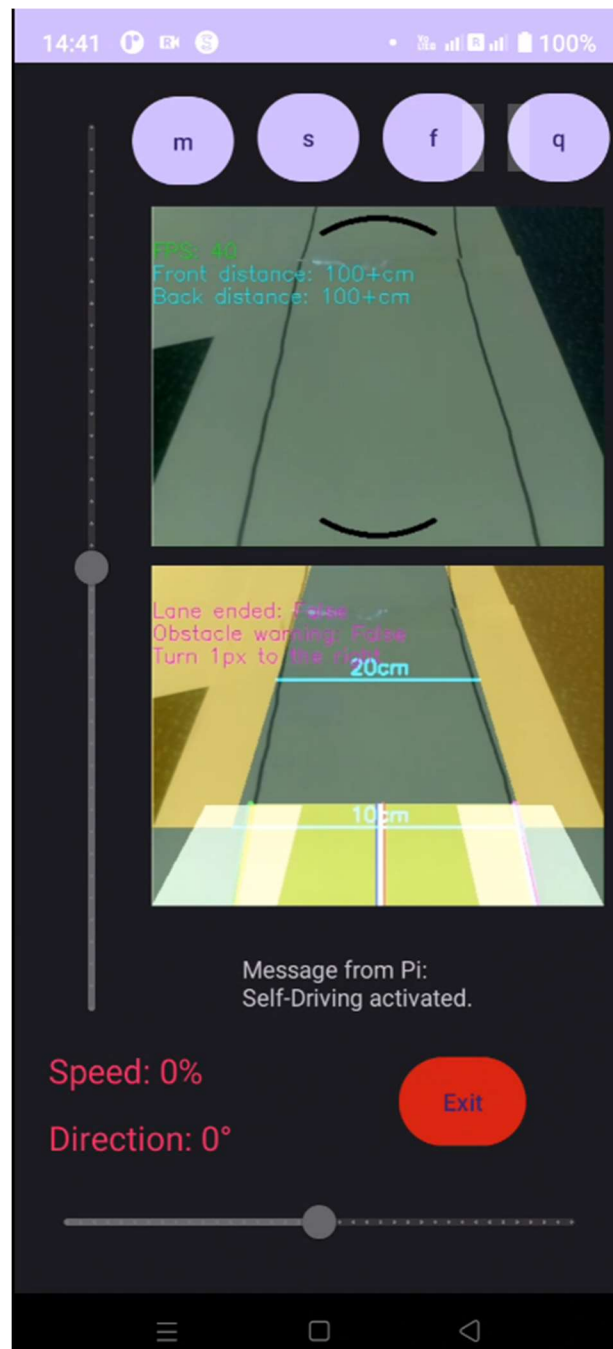 14:41
100%
m
s
f
q
FPS: 40
Front distance: 100+cm
Back distance: 100+cm
Lane ended: False
Obstacle warning: False
Turn 1px to the right
20cm
10cm
Message from Pi:
Self-Driving activated.
Speed: 0%
Exit
Direction: 0°